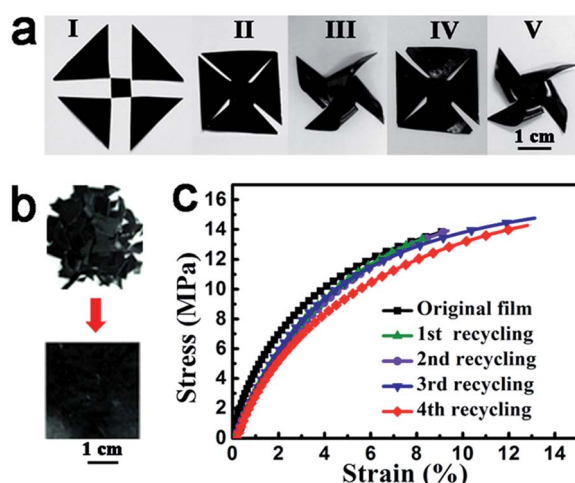 a
I II III IV V
1 cm
b
1 cm
c
Stress (MPa)
16
14
12
10
8
6
4
2
0
Original film
1st recycling
2nd recycling
3rd recycling
4th recycling
0 2 4 6 8 10 12 14
Strain (%)